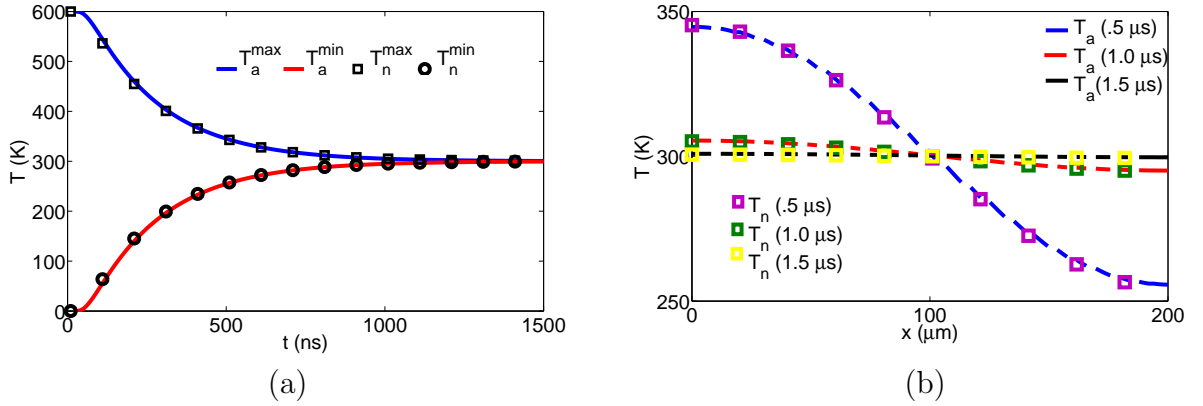 600
500
400
300
200
100
0
T (K)
T_a^max T_a^min T_n^max T_n^min
0 500 1000 1500
t (ns)
(a)
350
300
250
T (K)
T_a (.5 μs)
T_a (1.0 μs)
T_a (1.5 μs)
T_n (.5 μs)
T_n (1.0 μs)
T_n (1.5 μs)
0 50 100 150 200
x (μm)
(b)